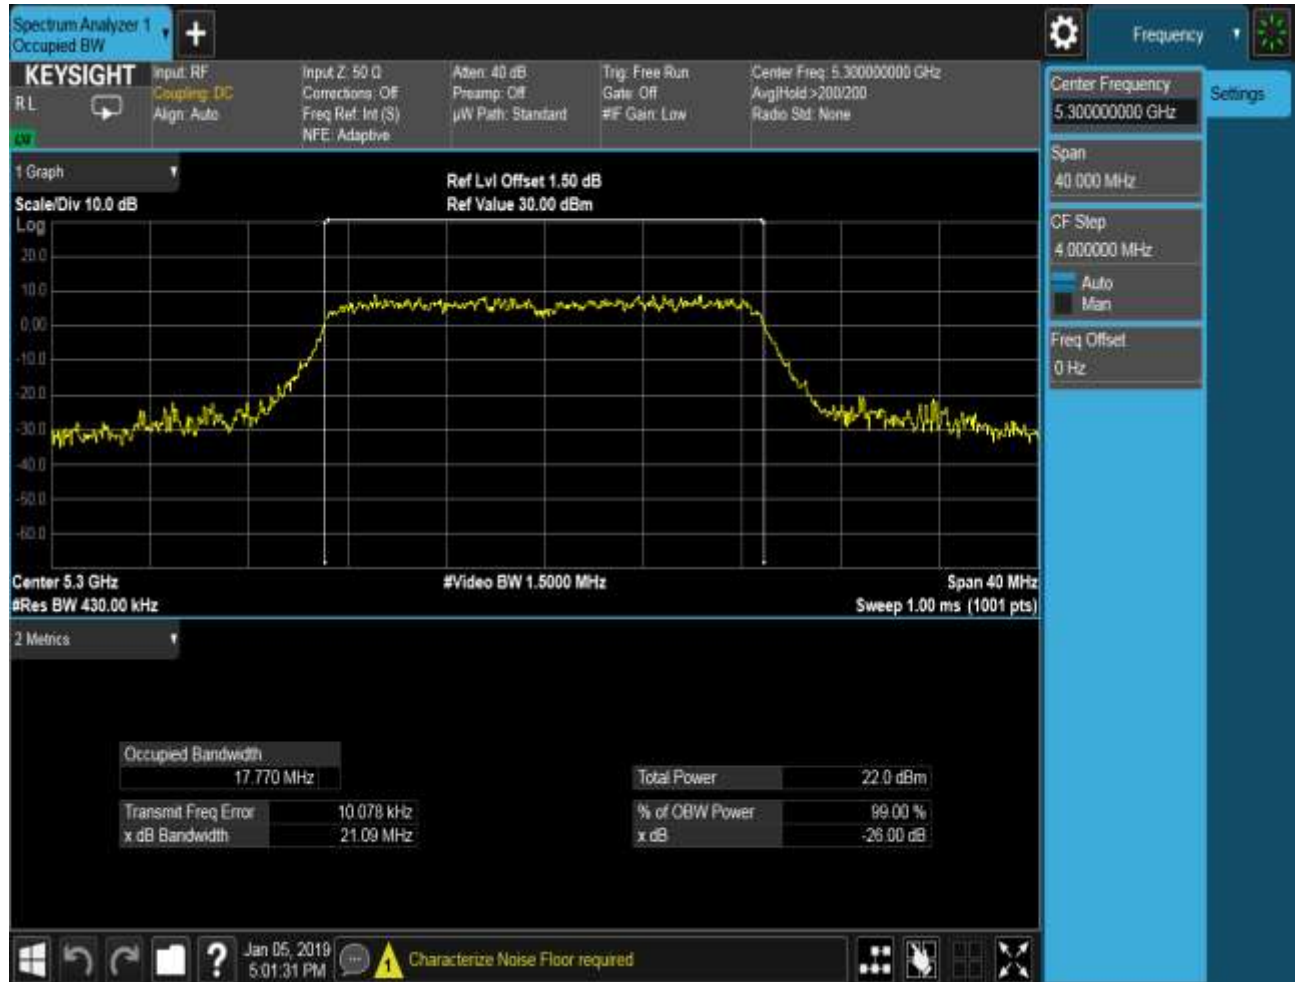 Spectrum Analyzer 1
Occupied BW
+
Frequency
KEYSIGHT
RL
Input: RF
Coupling: DC
Align: Auto
Input Z: 50 Ω
Corrections: Off
Freq Ref: Int (S)
NFE: Adaptive
Atten: 40 dB
Preamp: Off
µW Path: Standard
Trig: Free Run
Gate: Off
#IF Gain: Low
Center Freq: 5.300000000 GHz
Avg|Hold:>200/200
Radio Std: None
Center Frequency
5.300000000 GHz
Settings
Span
40.000 MHz
CF Step
4.000000 MHz
Auto
Man
Freq Offset
0 Hz
1 Graph
Scale/Div 10.0 dB
Ref Lvl Offset 1.50 dB
Ref Value 30.00 dBm
Log
20.0
10.0
0.00
-10.0
-20.0
-30.0
-40.0
-50.0
-60.0
Center 5.3 GHz
#Video BW 1.5000 MHz
Span 40 MHz
#Res BW 430.00 kHz
Sweep 1.00 ms (1001 pts)
2 Metrics
Occupied Bandwidth
17.770 MHz
Total Power 22.0 dBm
Transmit Freq Error 10.078 kHz
% of OBW Power 99.00 %
x dB Bandwidth 21.09 MHz
x dB -26.00 dB
?
Jan 05, 2019
5:01:31 PM
1
Characterize Noise Floor required